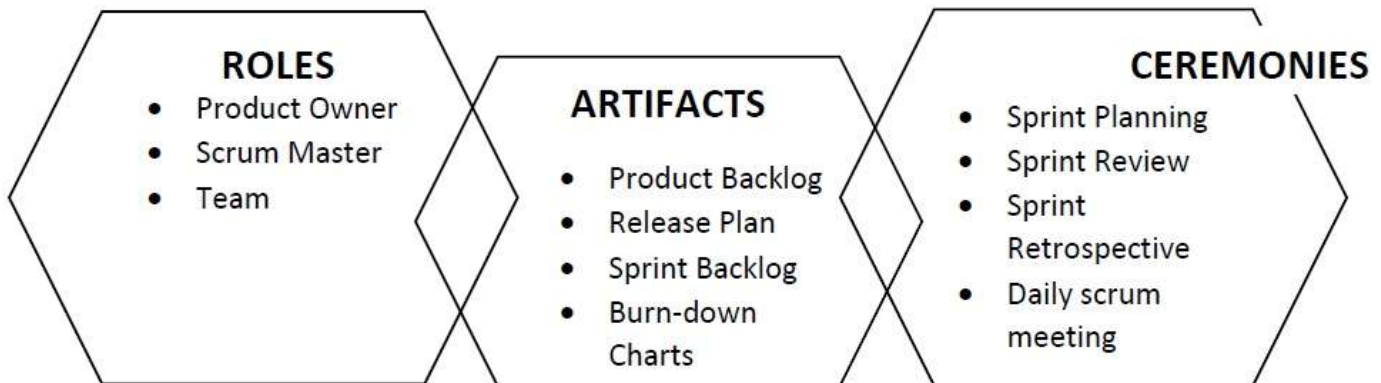 ROLES
• Product Owner
• Scrum Master
• Team
ARTIFACTS
• Product Backlog
• Release Plan
• Sprint Backlog
• Burn-down
Charts
CEREMONIES
• Sprint Planning
• Sprint Review
• Sprint
Retrospective
• Daily scrum
meeting